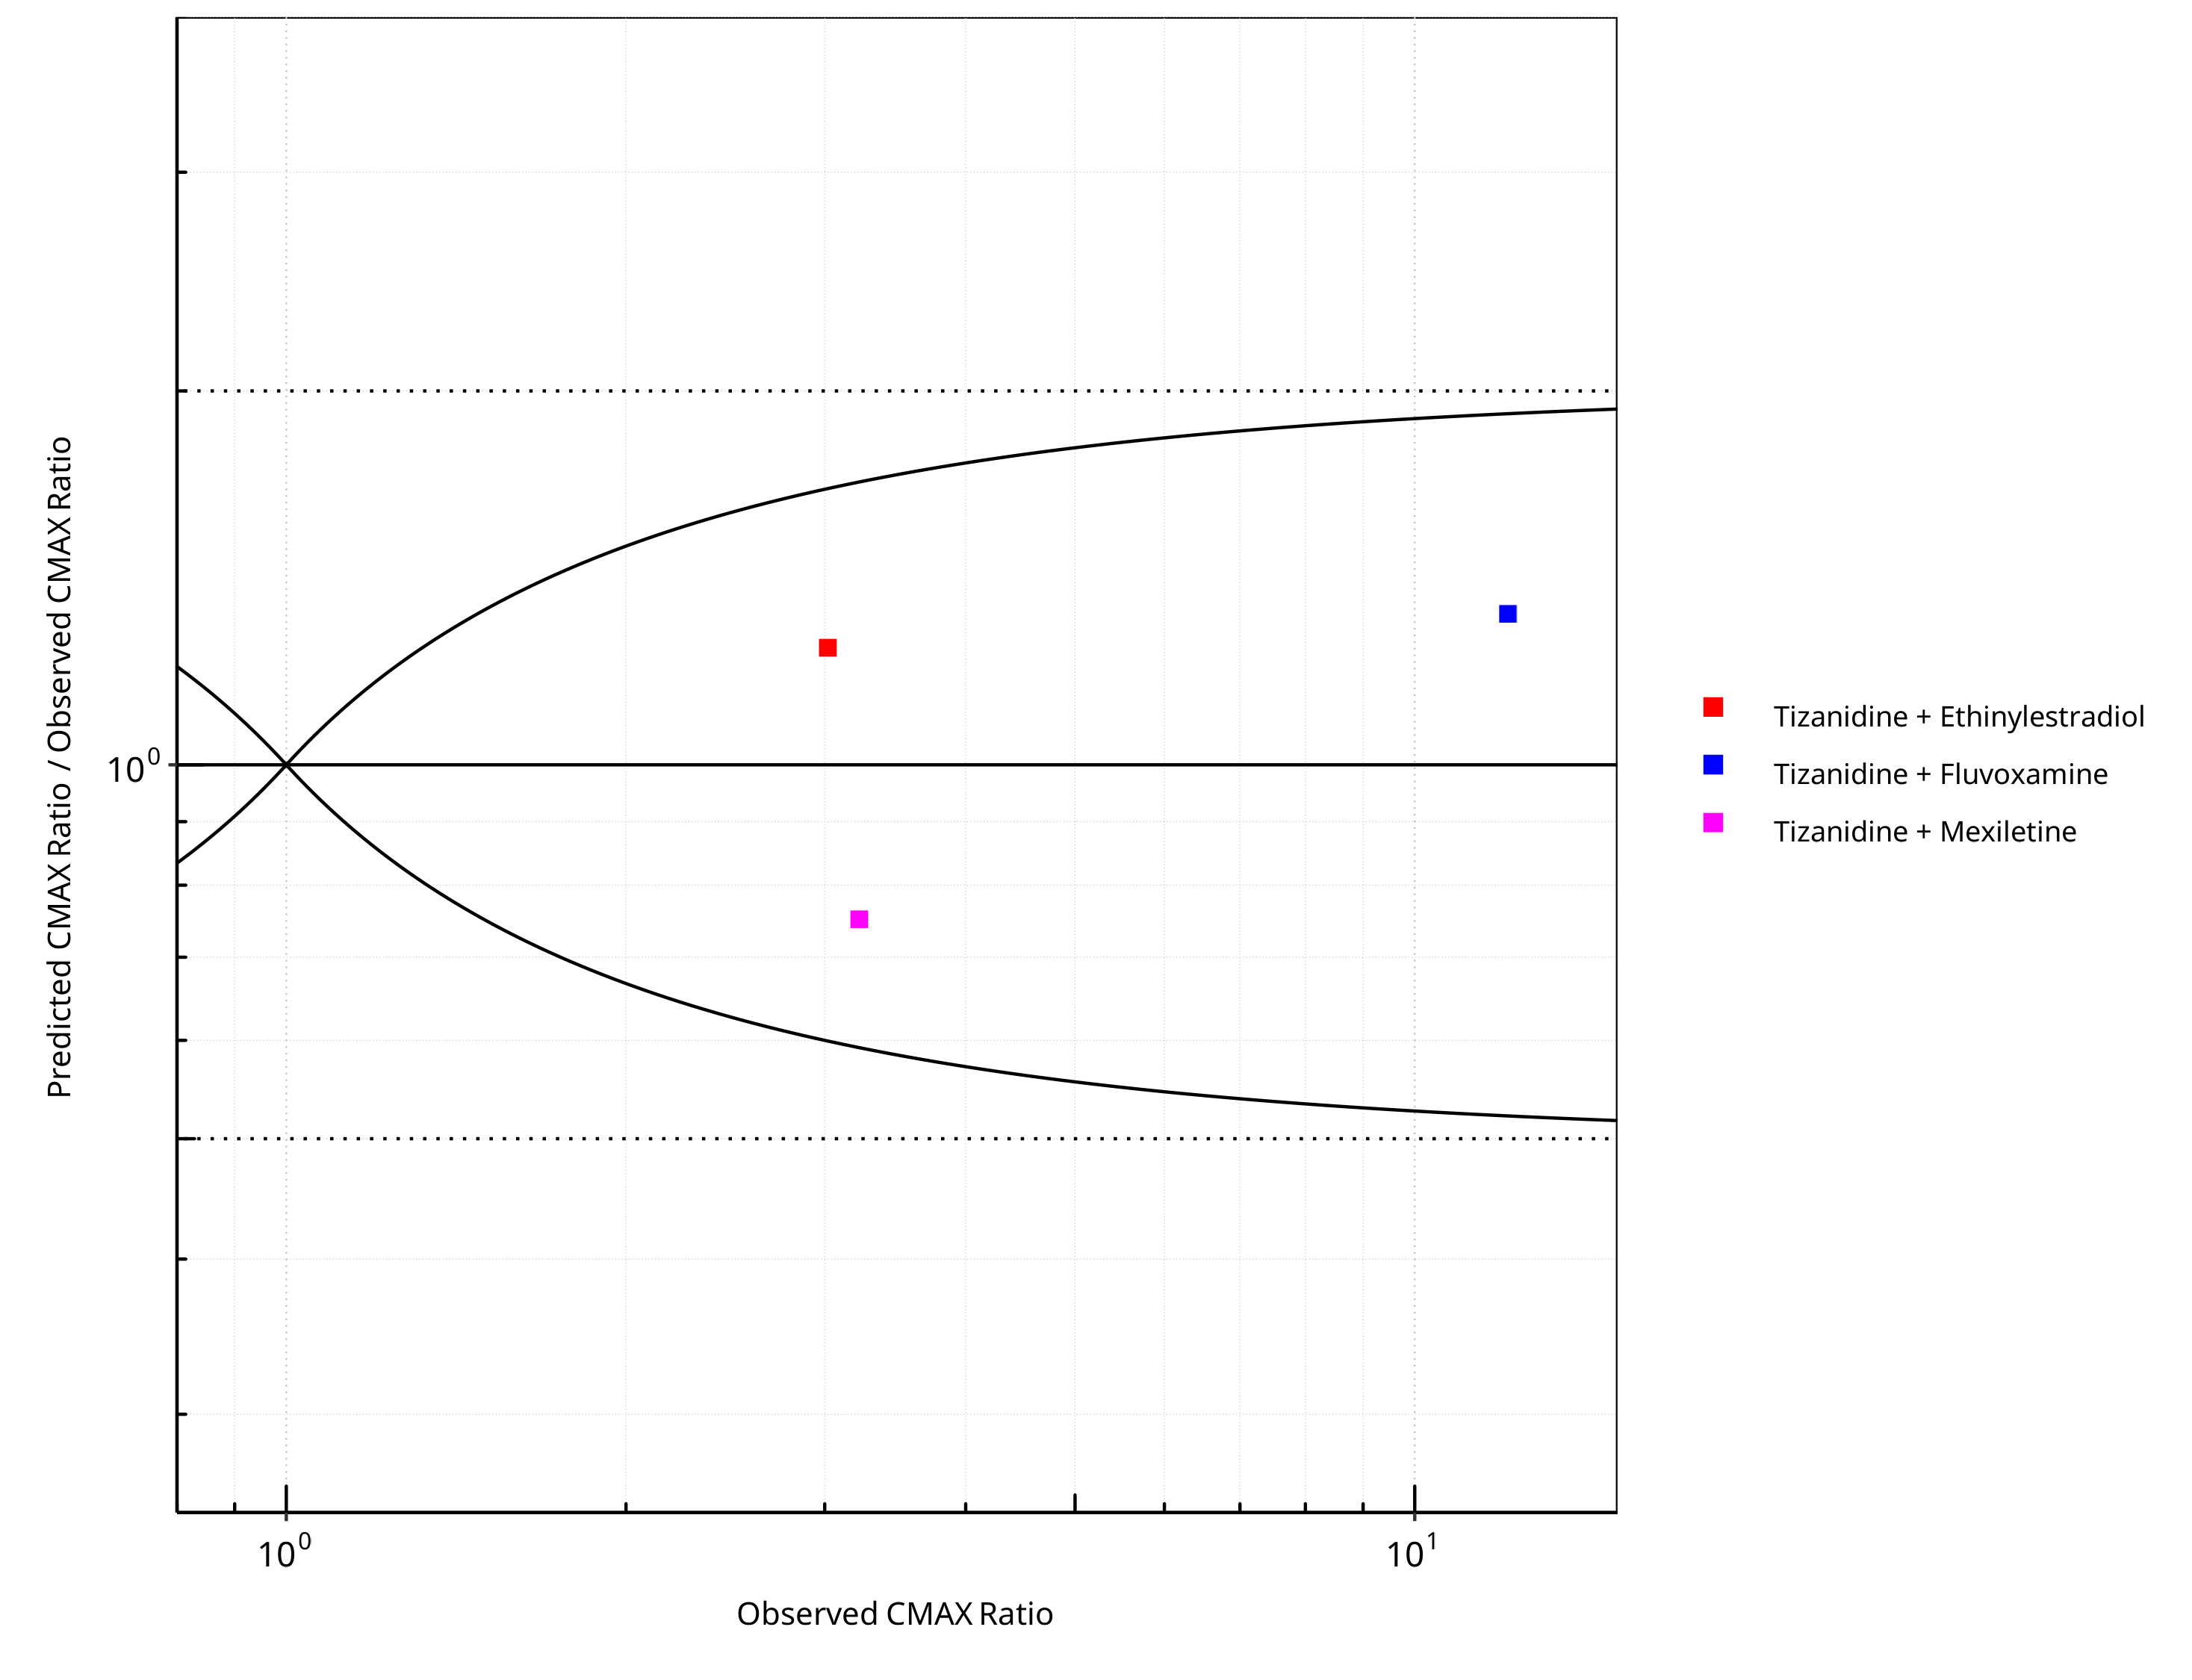 Predicted CMAX Ratio / Observed CMAX Ratio
10^0
10^0
10^1
Observed CMAX Ratio
Tizanidine + Ethinylestradiol
Tizanidine + Fluvoxamine
Tizanidine + Mexiletine